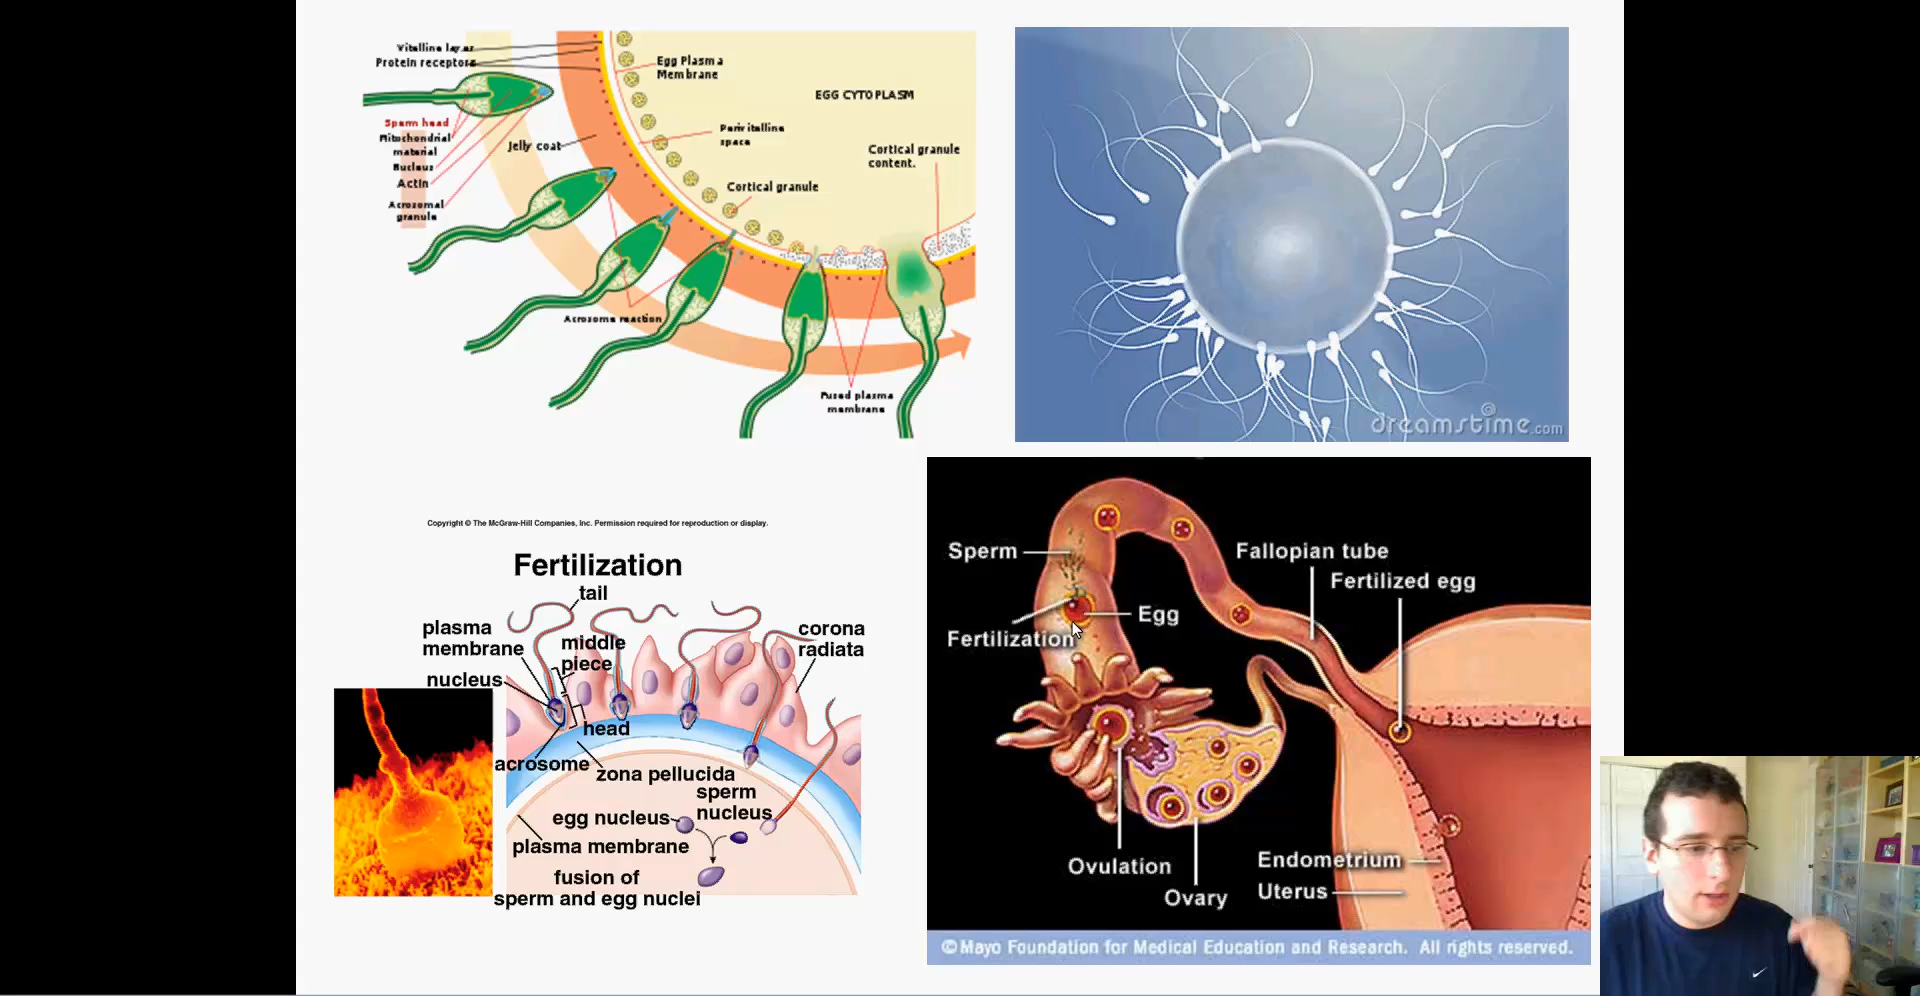 Vitelline layer
Protein receptors
Sperm head
Mitochondrial
material
Nucleus
Actin
Acrosomal
granule
Jelly coat
Egg Plasma
Membrane
EGG CYTOPLASM
Perivitelline
space
Cortical granule
Cortical granule
content.
Acrosome reaction
Fused plasma
membrane
dreamstime.com
Copyright © The McGraw-Hill Companies, Inc. Permission required for reproduction or display.
Fertilization
tail
plasma
membrane
middle
piece
corona
radiata
nucleus
head
acrosome
zona pellucida
sperm
nucleus
egg nucleus
plasma membrane
fusion of
sperm and egg nuclei
Sperm
Fallopian tube
Fertilized egg
Egg
Fertilization
Ovulation
Ovary
Endometrium
Uterus
©Mayo Foundation for Medical Education and Research. All rights reserved.